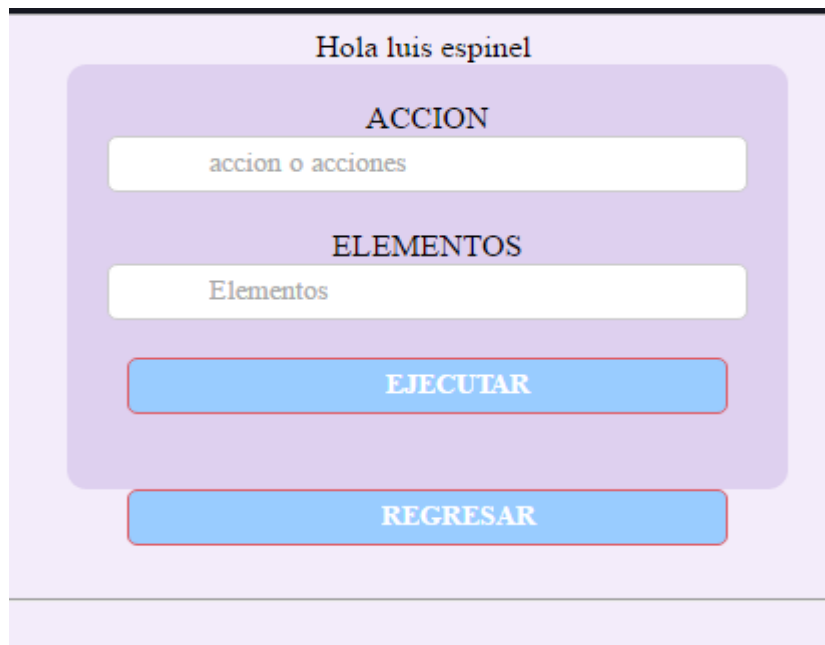 Hola luis espinel
ACCION
accion o acciones
ELEMENTOS
Elementos
EJECUTAR
REGRESAR